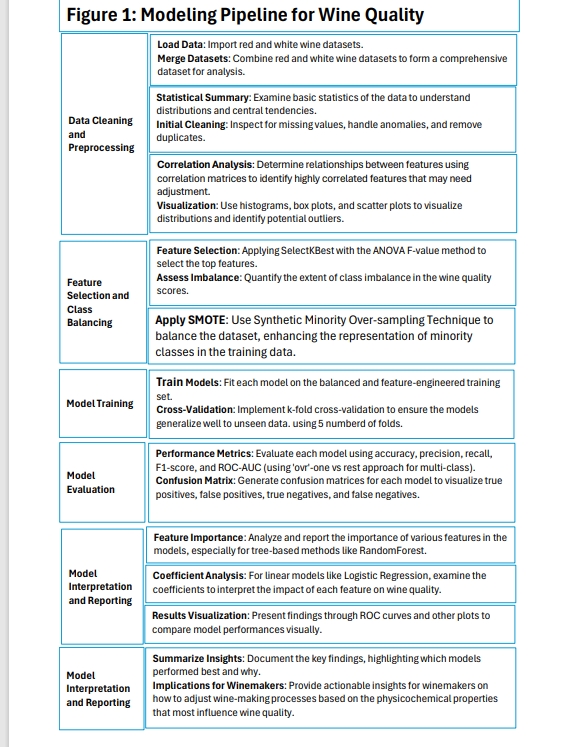 Figure 1: Modeling Pipeline for Wine Quality
Data Cleaning
and
Preprocessing
Load Data: Import red and white wine datasets.
Merge Datasets: Combine red and white wine datasets to form a comprehensive
dataset for analysis.
Statistical Summary: Examine basic statistics of the data to understand
distributions and central tendencies.
Initial Cleaning: Inspect for missing values, handle anomalies, and remove
duplicates.
Correlation Analysis: Determine relationships between features using
correlation matrices to identify highly correlated features that may need
adjustment.
Visualization: Use histograms, box plots, and scatter plots to visualize
distributions and identify potential outliers.
Feature
Selection and
Class
Balancing
Feature Selection: Applying SelectKBest with the ANOVA F-value method to
select the top features.
Assess Imbalance: Quantify the extent of class imbalance in the wine quality
scores.
Apply SMOTE: Use Synthetic Minority Over-sampling Technique to
balance the dataset, enhancing the representation of minority
classes in the training data.
Model Training
Train Models: Fit each model on the balanced and feature-engineered training
set.
Cross-Validation: Implement k-fold cross-validation to ensure the models
generalize well to unseen data. using 5 numberd of folds.
Model
Evaluation
Performance Metrics: Evaluate each model using accuracy, precision, recall,
F1-score, and ROC-AUC (using 'ovr'-one vs rest approach for multi-class).
Confusion Matrix: Generate confusion matrices for each model to visualize true
positives, false positives, true negatives, and false negatives.
Model
Interpretation
and Reporting
Feature Importance: Analyze and report the importance of various features in the
models, especially for tree-based methods like RandomForest.
Coefficient Analysis: For linear models like Logistic Regression, examine the
coefficients to interpret the impact of each feature on wine quality.
Results Visualization: Present findings through ROC curves and other plots to
compare model performances visually.
Model
Interpretation
and Reporting
Summarize Insights: Document the key findings, highlighting which models
performed best and why.
Implications for Winemakers: Provide actionable insights for winemakers on
how to adjust wine-making processes based on the physicochemical properties
that most influence wine quality.